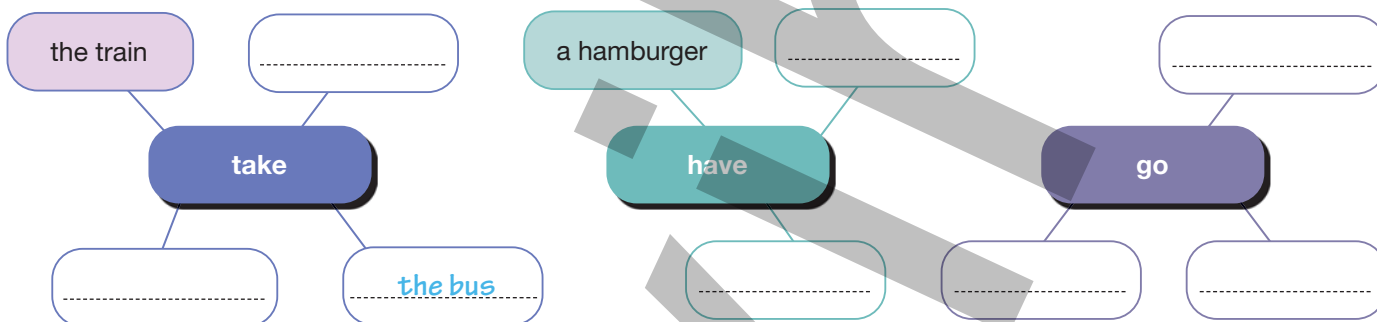 the train
a hamburger
take
have
go
the bus